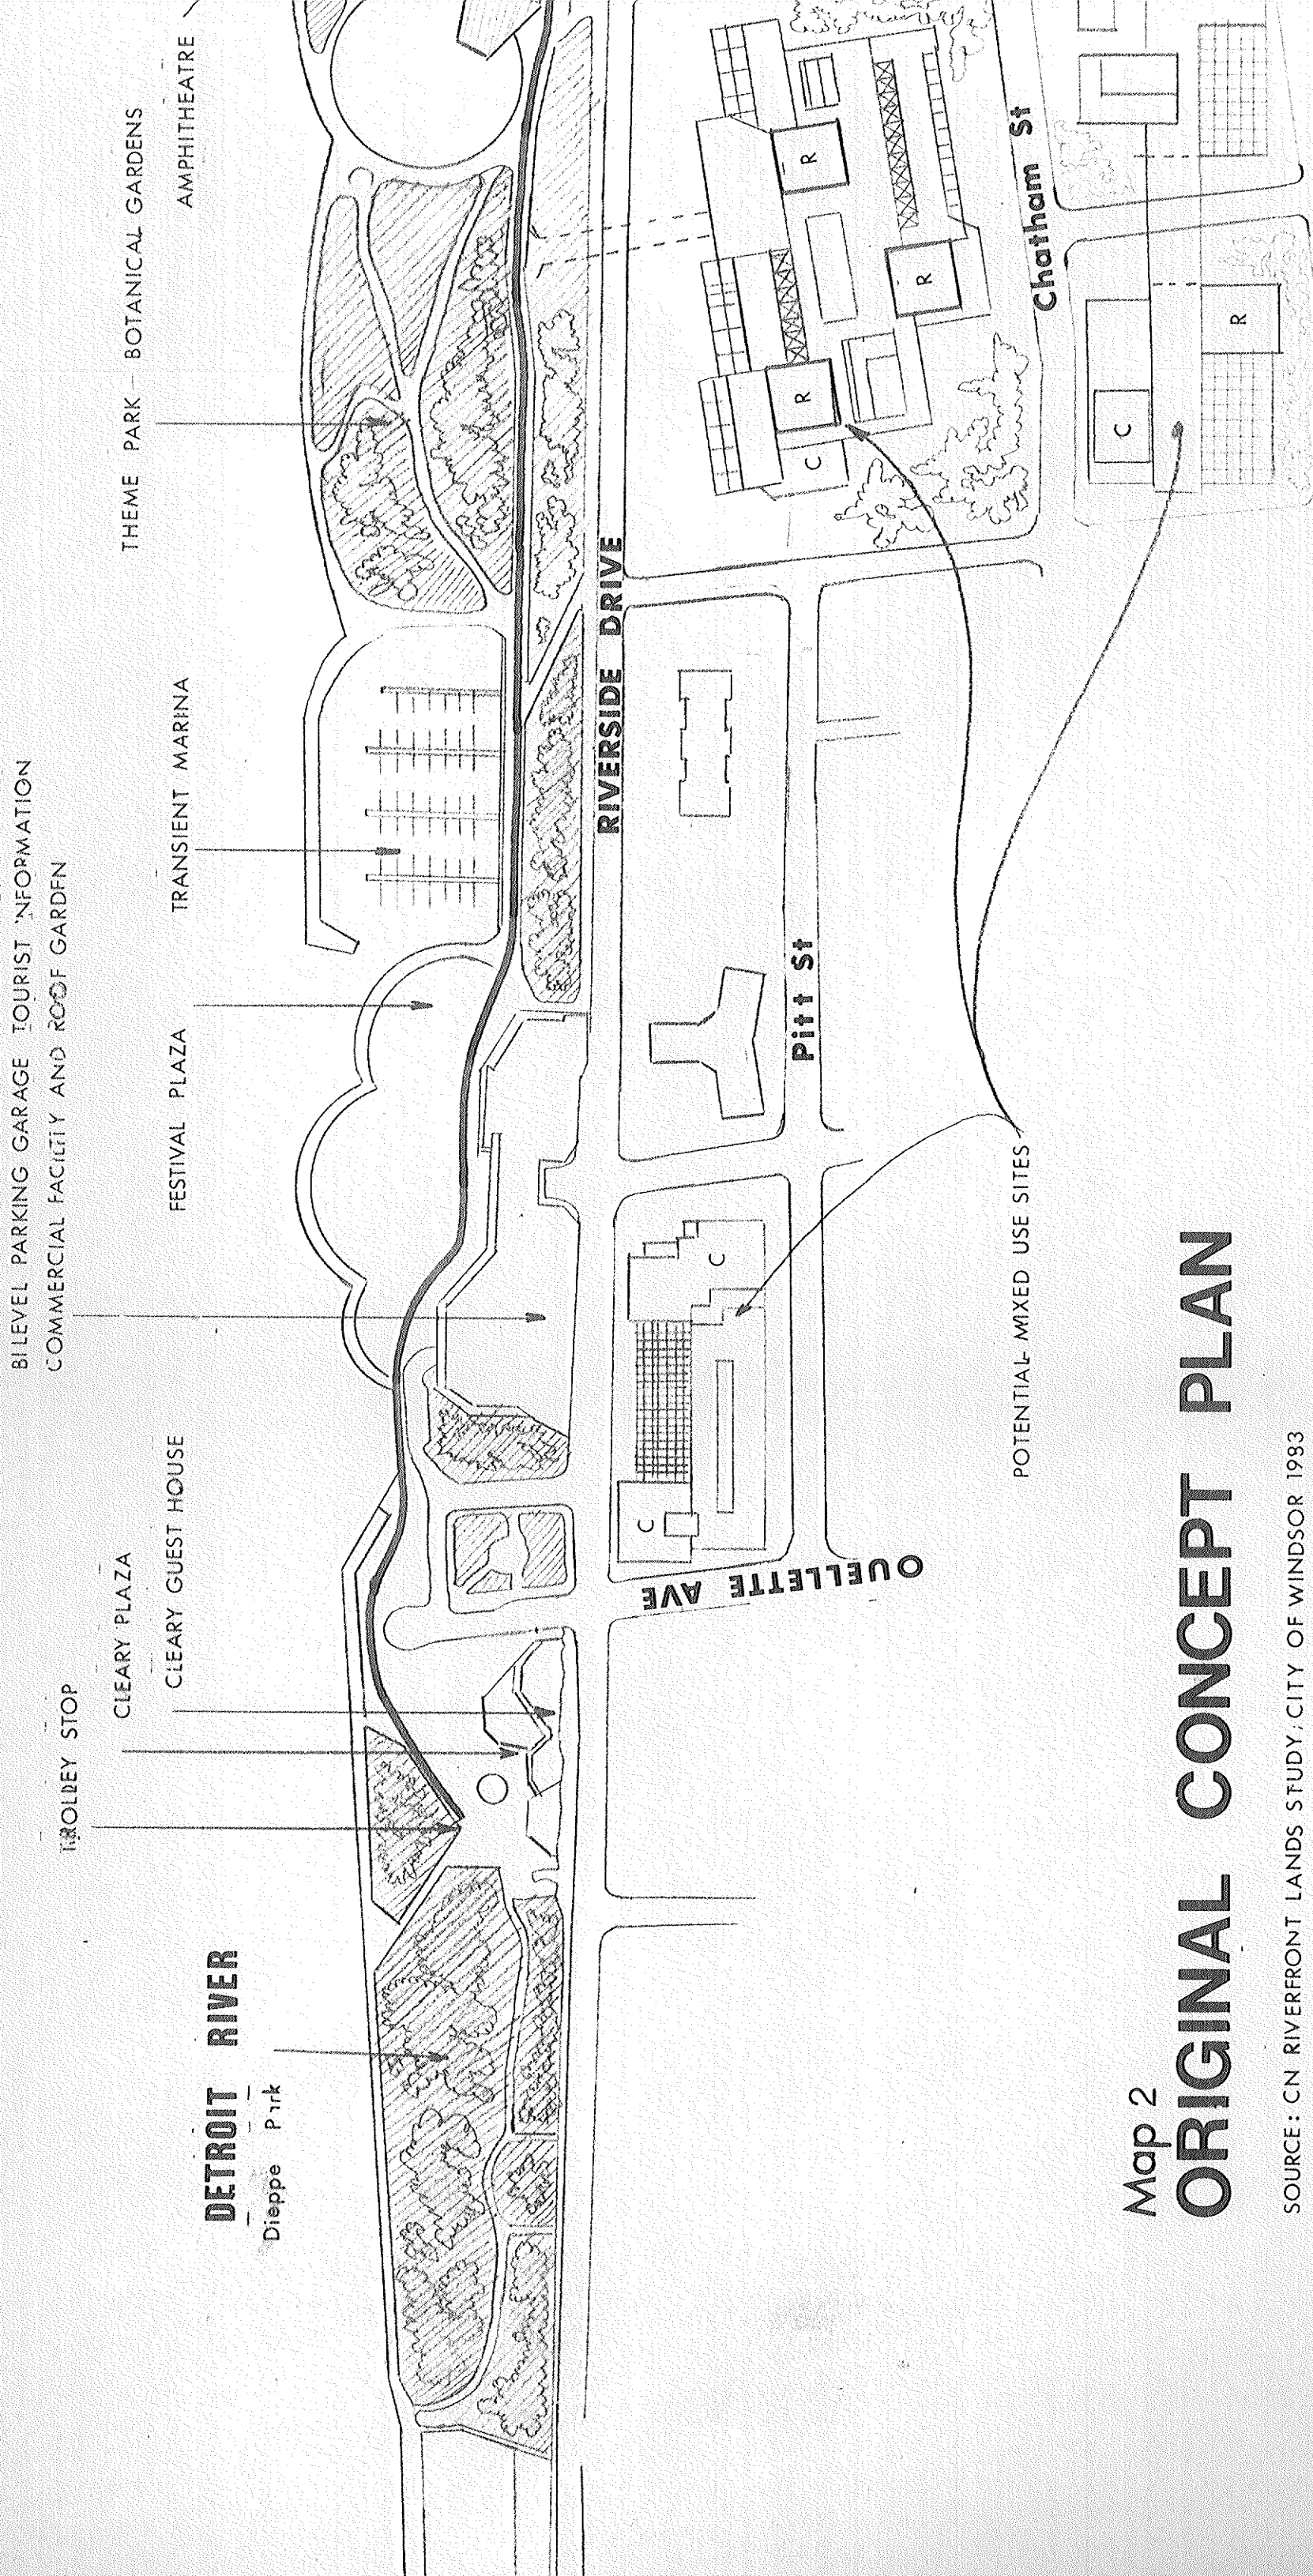 BILEVEL PARKING GARAGE TOURIST INFORMATION
COMMERCIAL FACILITY AND ROOF GARDEN
TROLLEY STOP
CLEARY PLAZA
CLEARY GUEST HOUSE
FESTIVAL PLAZA
TRANSIENT MARINA
THEME PARK - BOTANICAL GARDENS
AMPHITHEATRE
DETROIT RIVER
Dieppe Park
RIVERSIDE DRIVE
OUELLETTE AVE
Pitt St
Chatham St
C
C
C
R
R
R
C
R
POTENTIAL MIXED USE SITES
Map 2
ORIGINAL CONCEPT PLAN
SOURCE: CN RIVERFRONT LANDS STUDY, CITY OF WINDSOR 1983